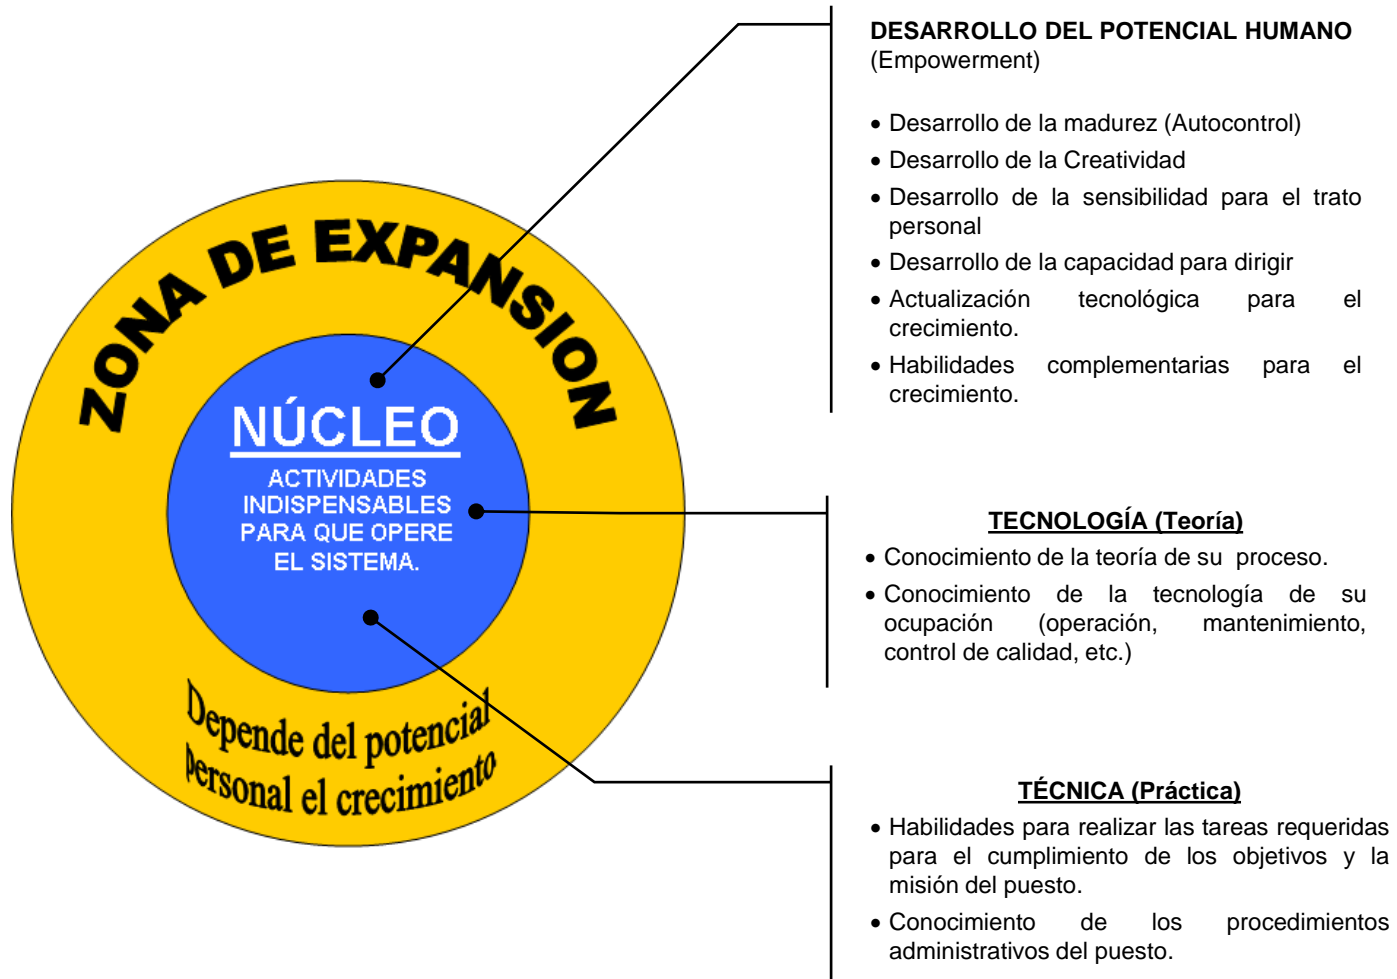 ZONA DE EXPANSION
NÚCLEO
ACTIVIDADES
INDISPENSABLES
PARA QUE OPERE
EL SISTEMA.
Depende del potencial
personal el crecimiento
DESARROLLO DEL POTENCIAL HUMANO
(Empowerment)
• Desarrollo de la madurez (Autocontrol)
• Desarrollo de la Creatividad
• Desarrollo de la sensibilidad para el trato
personal
• Desarrollo de la capacidad para dirigir
• Actualización tecnológica para el
crecimiento.
• Habilidades complementarias para el
crecimiento.
TECNOLOGÍA (Teoría)
• Conocimiento de la teoría de su proceso.
• Conocimiento de la tecnología de su
ocupación (operación, mantenimiento,
control de calidad, etc.)
TÉCNICA (Práctica)
• Habilidades para realizar las tareas requeridas
para el cumplimiento de los objetivos y la
misión del puesto.
• Conocimiento de los procedimientos
administrativos del puesto.